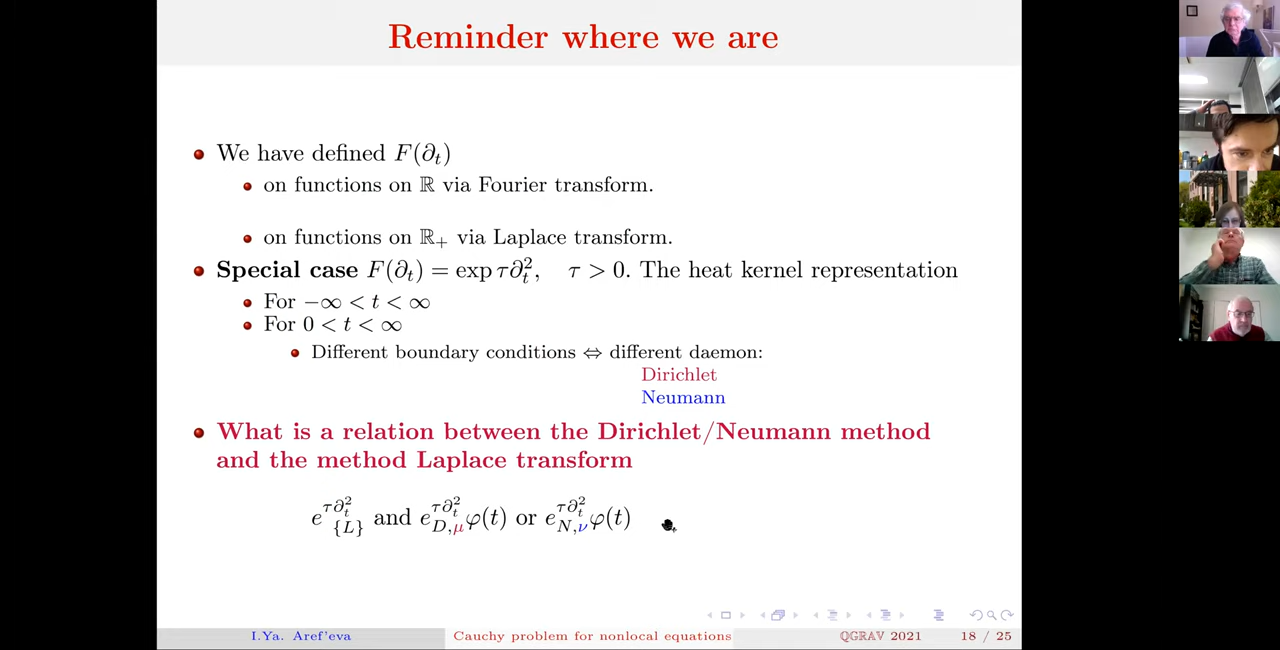 Reminder where we are
We have defined F(∂_t)
on functions on ℝ via Fourier transform.
on functions on ℝ₊ via Laplace transform.
Special case F(∂_t) = exp τ∂_t^2, τ > 0. The heat kernel representation
For −∞ < t < ∞
For 0 < t < ∞
Different boundary conditions ⇔ different daemon:
Dirichlet
Neumann
What is a relation between the Dirichlet/Neumann method
and the method Laplace transform
e^{τ∂_t^2}_{{L}} and e^{τ∂_t^2}_{D,μ}φ(t) or e^{τ∂_t^2}_{N,ν}φ(t)
I.Ya. Aref'eva Cauchy problem for nonlocal equations QGRAV 2021 18 / 25